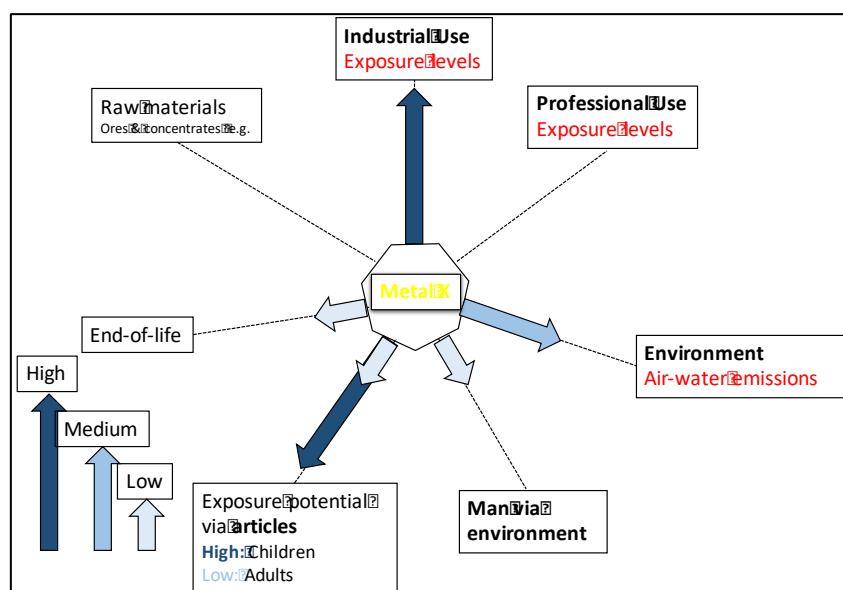 Industrial Use
Exposure levels
Raw materials
Ores & concentrates e.g.
Professional Use
Exposure levels
Metal X
End-of-life
Environment
Air-water emissions
High
Medium
Low
Exposure potential
via articles
High: Children
Low: Adults
Man via
environment